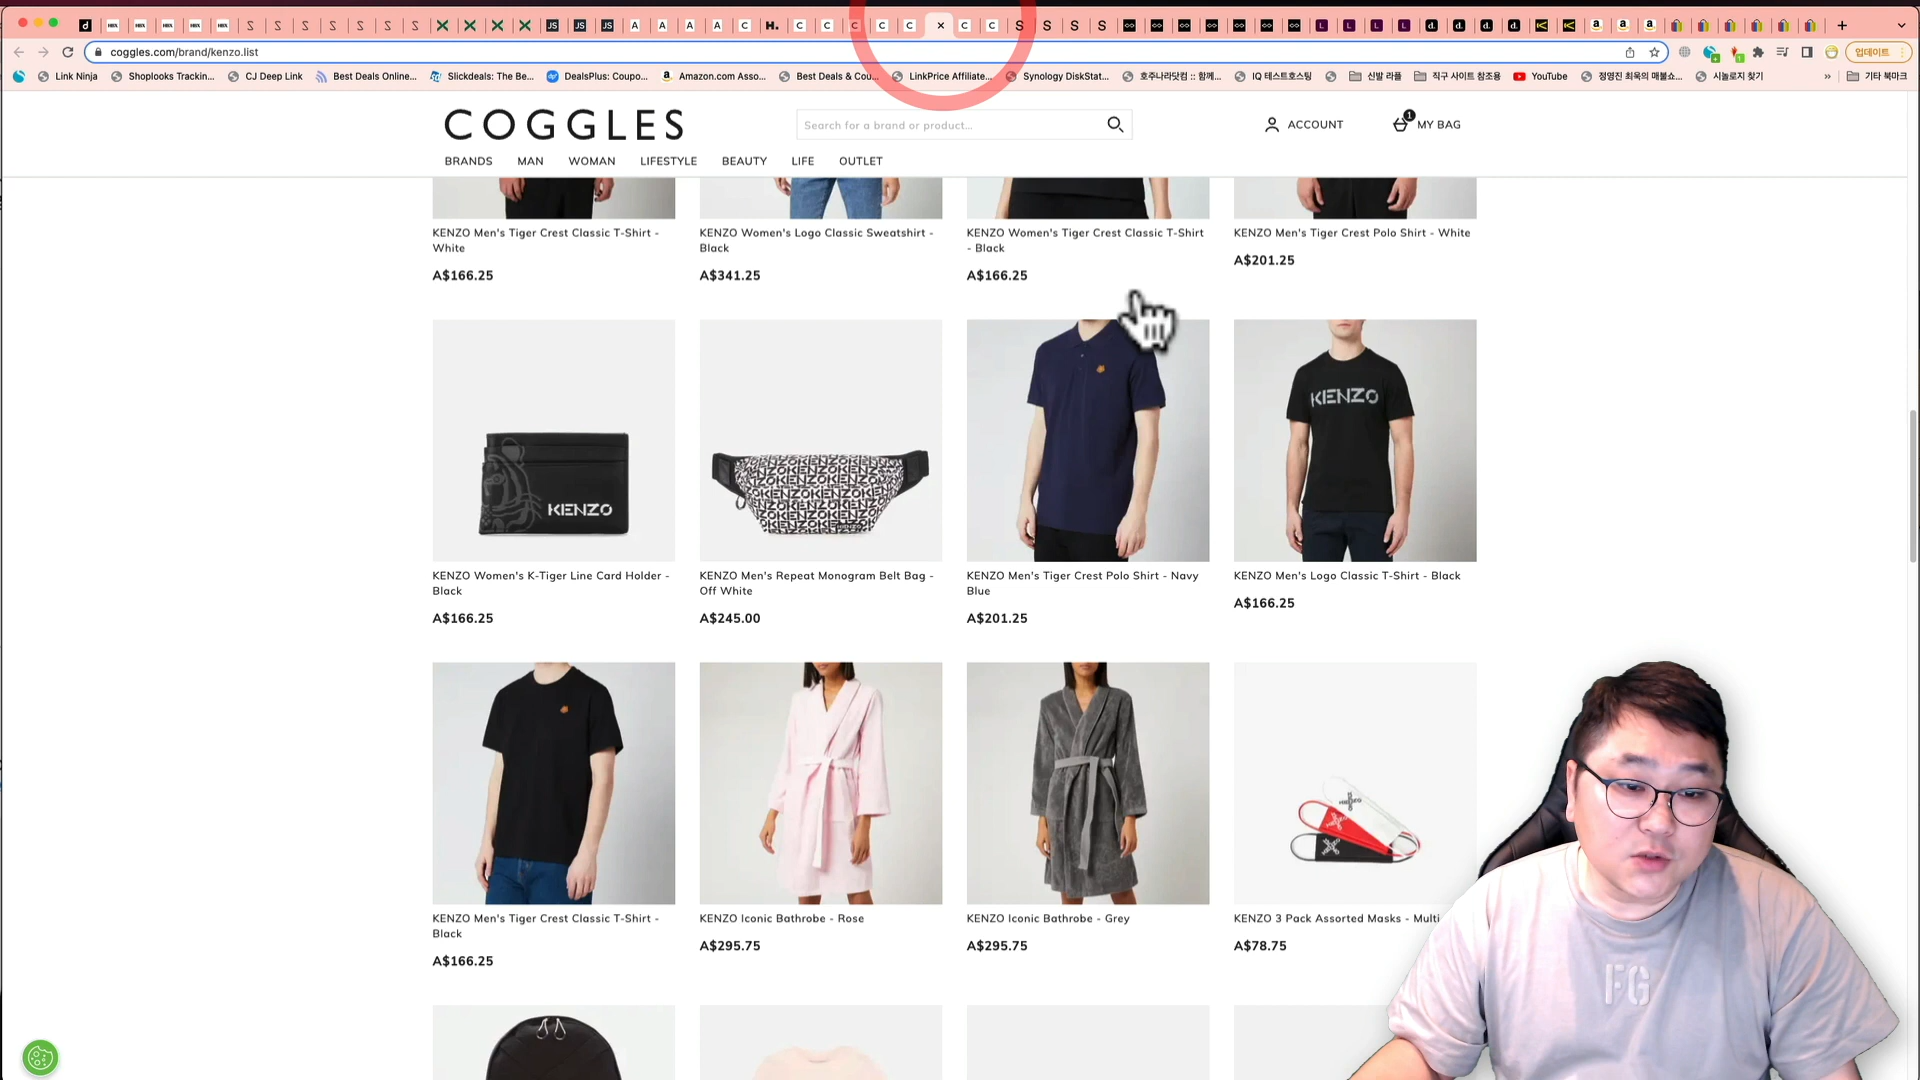 coggles.com/brand/kenzo.list
업데이트
Link Ninja
Shoplooks Trackin...
CJ Deep Link
Best Deals Online...
Slickdeals: The Be...
DealsPlus: Coupo...
Amazon.com Asso...
Best Deals & Cou...
LinkPrice Affiliate...
Synology DiskStat...
호주나라닷컴 :: 함께...
IQ 테스트호스팅
신발 라플
직구 사이트 참조용
YouTube
정영진 최욱의 매불쇼...
시놀로지 찾기
»
기타 북마크
COGGLES
Search for a brand or product...
ACCOUNT
1
MY BAG
BRANDS MAN WOMAN LIFESTYLE BEAUTY LIFE OUTLET
KENZO Men's Tiger Crest Classic T-Shirt -
White
A$166.25
KENZO Women's Logo Classic Sweatshirt -
Black
A$341.25
KENZO Women's Tiger Crest Classic T-Shirt
- Black
A$166.25
KENZO Men's Tiger Crest Polo Shirt - White
A$201.25
KENZO
KENZO
KENZO Women's K-Tiger Line Card Holder -
Black
A$166.25
KENZO Men's Repeat Monogram Belt Bag -
Off White
A$245.00
KENZO Men's Tiger Crest Polo Shirt - Navy
Blue
A$201.25
KENZO Men's Logo Classic T-Shirt - Black
A$166.25
KENZO Men's Tiger Crest Classic T-Shirt -
Black
A$166.25
KENZO Iconic Bathrobe - Rose
A$295.75
KENZO Iconic Bathrobe - Grey
A$295.75
KENZO 3 Pack Assorted Masks - Multi
A$78.75
FG